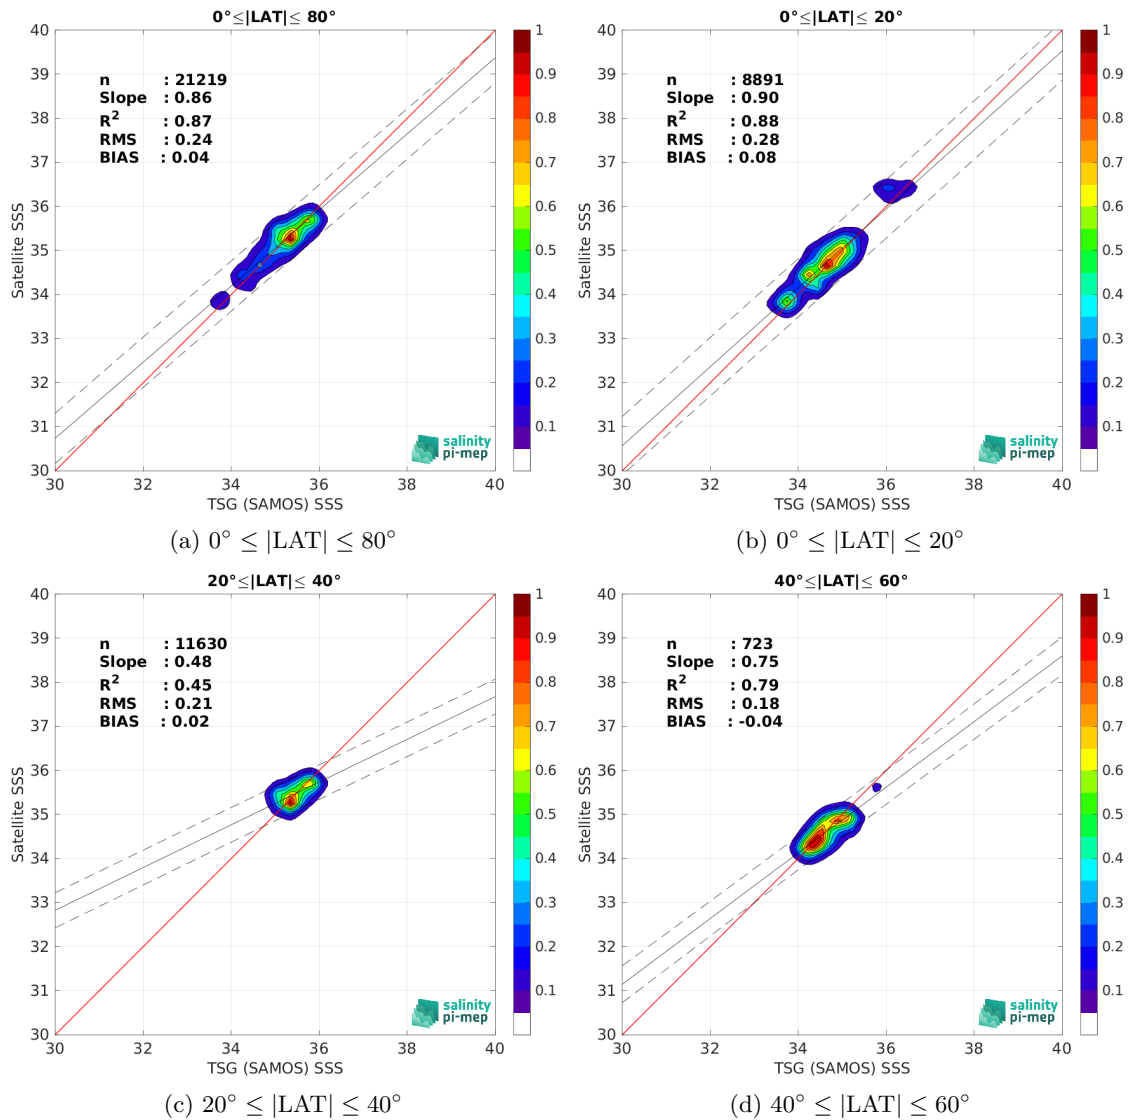 0°≤|LAT|≤ 80°
40
39
38
37
36
35
34
33
32
31
30
Satellite SSS
n : 21219
Slope : 0.86
R² : 0.87
RMS : 0.24
BIAS : 0.04
salinity
pi-mep
30 32 34 36 38 40
TSG (SAMOS) SSS
1
0.9
0.8
0.7
0.6
0.5
0.4
0.3
0.2
0.1
(a) 0° ≤ |LAT| ≤ 80°
0°≤|LAT|≤ 20°
40
39
38
37
36
35
34
33
32
31
30
Satellite SSS
n : 8891
Slope : 0.90
R² : 0.88
RMS : 0.28
BIAS : 0.08
salinity
pi-mep
30 32 34 36 38 40
TSG (SAMOS) SSS
1
0.9
0.8
0.7
0.6
0.5
0.4
0.3
0.2
0.1
(b) 0° ≤ |LAT| ≤ 20°
20°≤|LAT|≤ 40°
40
39
38
37
36
35
34
33
32
31
30
Satellite SSS
n : 11630
Slope : 0.48
R² : 0.45
RMS : 0.21
BIAS : 0.02
salinity
pi-mep
30 32 34 36 38 40
TSG (SAMOS) SSS
1
0.9
0.8
0.7
0.6
0.5
0.4
0.3
0.2
0.1
(c) 20° ≤ |LAT| ≤ 40°
40°≤|LAT|≤ 60°
40
39
38
37
36
35
34
33
32
31
30
Satellite SSS
n : 723
Slope : 0.75
R² : 0.79
RMS : 0.18
BIAS : -0.04
salinity
pi-mep
30 32 34 36 38 40
TSG (SAMOS) SSS
1
0.9
0.8
0.7
0.6
0.5
0.4
0.3
0.2
0.1
(d) 40° ≤ |LAT| ≤ 60°